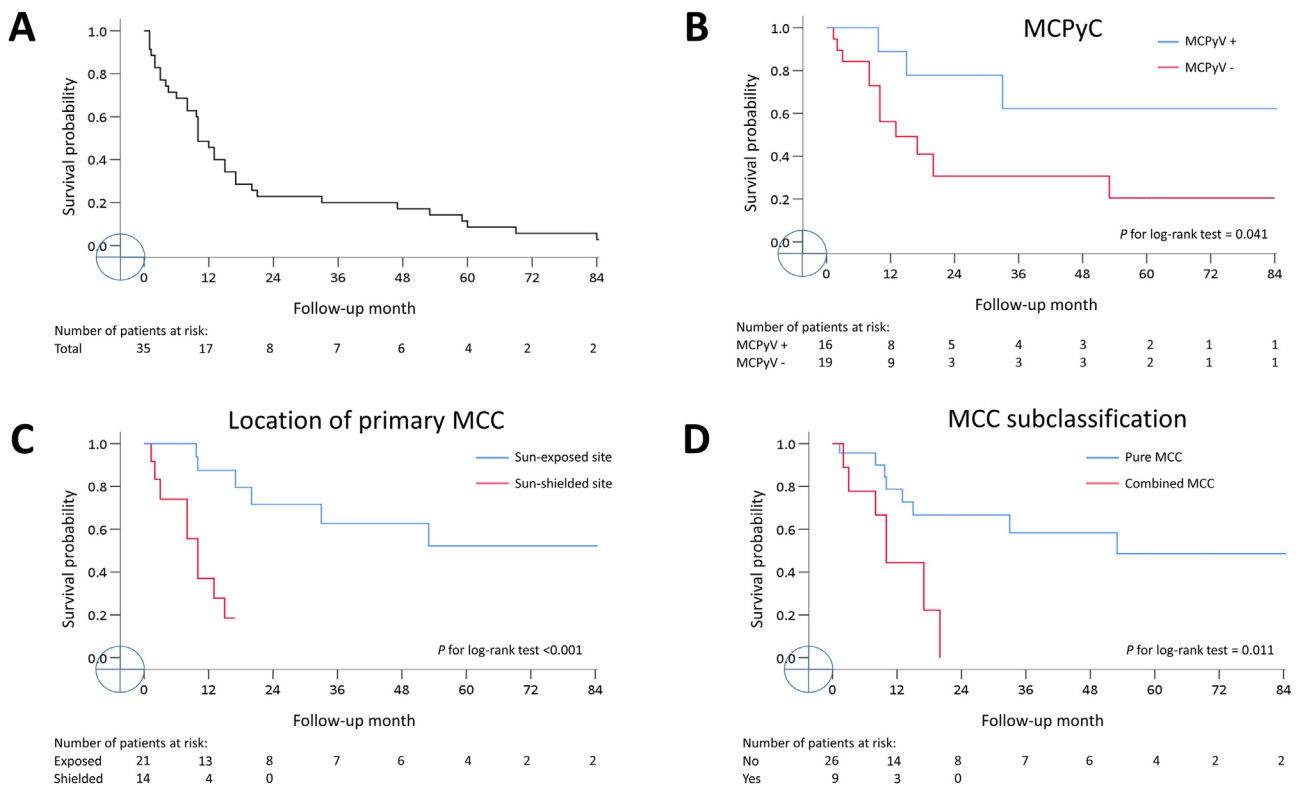 A
Survival probability
1.0
0.8
0.6
0.4
0.2
0.0
0 12 24 36 48 60 72 84
Follow-up month
Number of patients at risk:
Total 35 17 8 7 6 4 2 2
B
MCPyC
MCPyV +
MCPyV -
Survival probability
1.0
0.8
0.6
0.4
0.2
0.0
P for log-rank test = 0.041
0 12 24 36 48 60 72 84
Follow-up month
Number of patients at risk:
MCPyV + 16 8 5 4 3 2 1 1
MCPyV - 19 9 3 3 3 2 1 1
C
Location of primary MCC
Sun-exposed site
Sun-shielded site
Survival probability
1.0
0.8
0.6
0.4
0.2
0.0
P for log-rank test <0.001
0 12 24 36 48 60 72 84
Follow-up month
Number of patients at risk:
Exposed 21 13 8 7 6 4 2 2
Shielded 14 4 0
D
MCC subclassification
Pure MCC
Combined MCC
Survival probability
1.0
0.8
0.6
0.4
0.2
0.0
P for log-rank test = 0.011
0 12 24 36 48 60 72 84
Follow-up month
Number of patients at risk:
No 26 14 8 7 6 4 2 2
Yes 9 3 0